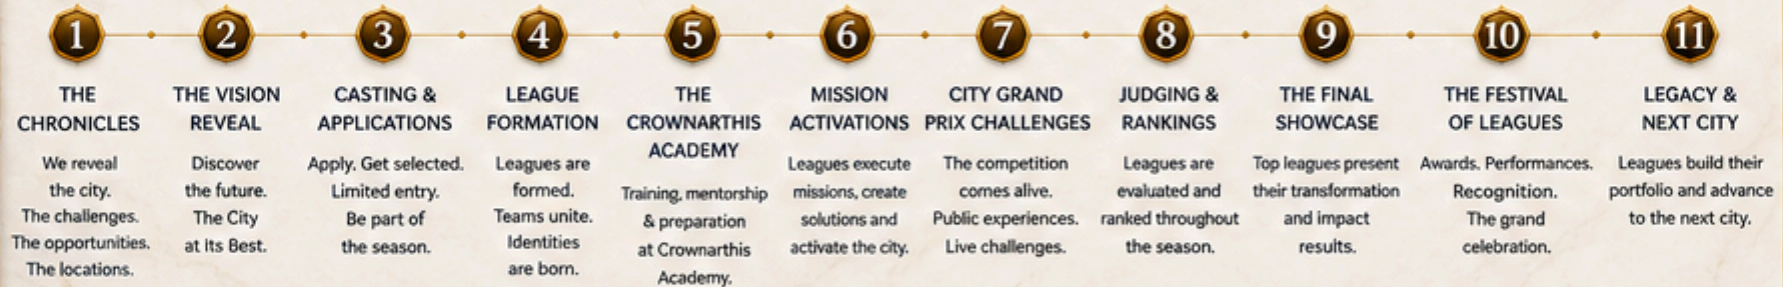 1
THE
CHRONICLES
We reveal
the city.
The challenges.
The opportunities.
The locations.
2
THE VISION
REVEAL
Discover
the future.
The City
at its Best.
3
CASTING &
APPLICATIONS
Apply. Get selected.
Limited entry.
Be part of
the season.
4
LEAGUE
FORMATION
Leagues are
formed.
Teams unite.
Identities
are born.
5
THE
CROWNARTHIS
ACADEMY
Training, mentorship
& preparation
at Crownarthis
Academy.
6
MISSION
ACTIVATIONS
Leagues execute
missions, create
solutions and
activate the city.
7
CITY GRAND
PRIX CHALLENGES
The competition
comes alive.
Public experiences.
Live challenges.
8
JUDGING &
RANKINGS
Leagues are
evaluated and
ranked throughout
the season.
9
THE FINAL
SHOWCASE
Top leagues present
their transformation
and impact
results.
10
THE FESTIVAL
OF LEAGUES
Awards. Performances.
Recognition.
The grand
celebration.
11
LEGACY &
NEXT CITY
Leagues build their
portfolio and advance
to the next city.